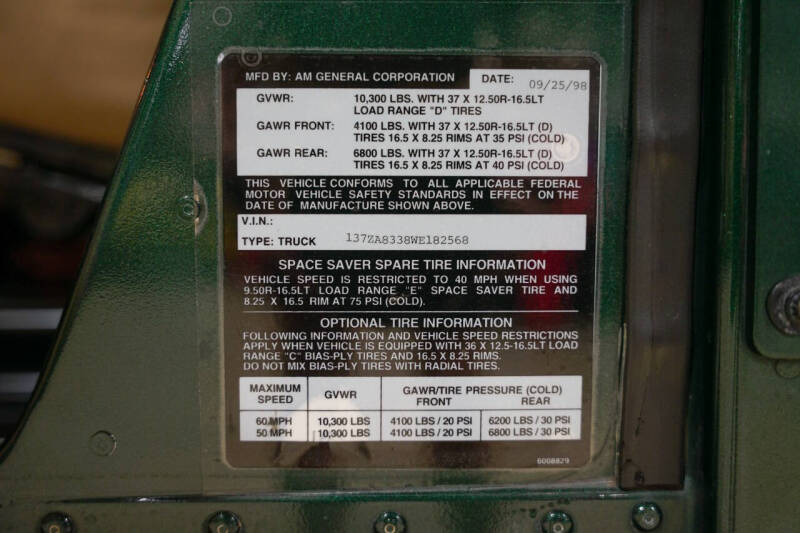 MFD BY: AM GENERAL CORPORATION DATE: 09/25/98
GVWR: 10,300 LBS. WITH 37 X 12.50R-16.5LT
LOAD RANGE "D" TIRES
GAWR FRONT: 4100 LBS. WITH 37 X 12.50R-16.5LT (D)
TIRES 16.5 X 8.25 RIMS AT 35 PSI (COLD)
GAWR REAR: 6800 LBS. WITH 37 X 12.50R-16.5LT (D)
TIRES 16.5 X 8.25 RIMS AT 40 PSI (COLD)
THIS VEHICLE CONFORMS TO ALL APPLICABLE FEDERAL
MOTOR VEHICLE SAFETY STANDARDS IN EFFECT ON THE
DATE OF MANUFACTURE SHOWN ABOVE.
V.I.N.:
TYPE: TRUCK 137ZA8338WE182568
SPACE SAVER SPARE TIRE INFORMATION
VEHICLE SPEED IS RESTRICTED TO 40 MPH WHEN USING
9.50R-16.5LT LOAD RANGE "E" SPACE SAVER TIRE AND
8.25 X 16.5 RIM AT 75 PSI (COLD).
OPTIONAL TIRE INFORMATION
FOLLOWING INFORMATION AND VEHICLE SPEED RESTRICTIONS
APPLY WHEN VEHICLE IS EQUIPPED WITH 36 X 12.5-16.5LT LOAD
RANGE "C" BIAS-PLY TIRES AND 16.5 X 8.25 RIMS.
DO NOT MIX BIAS-PLY TIRES WITH RADIAL TIRES.
MAXIMUM SPEED GVWR GAWR/TIRE PRESSURE (COLD)
FRONT REAR
60 MPH 10,300 LBS 4100 LBS / 20 PSI 6200 LBS / 30 PSI
50 MPH 10,300 LBS 4100 LBS / 20 PSI 6800 LBS / 30 PSI
6008829